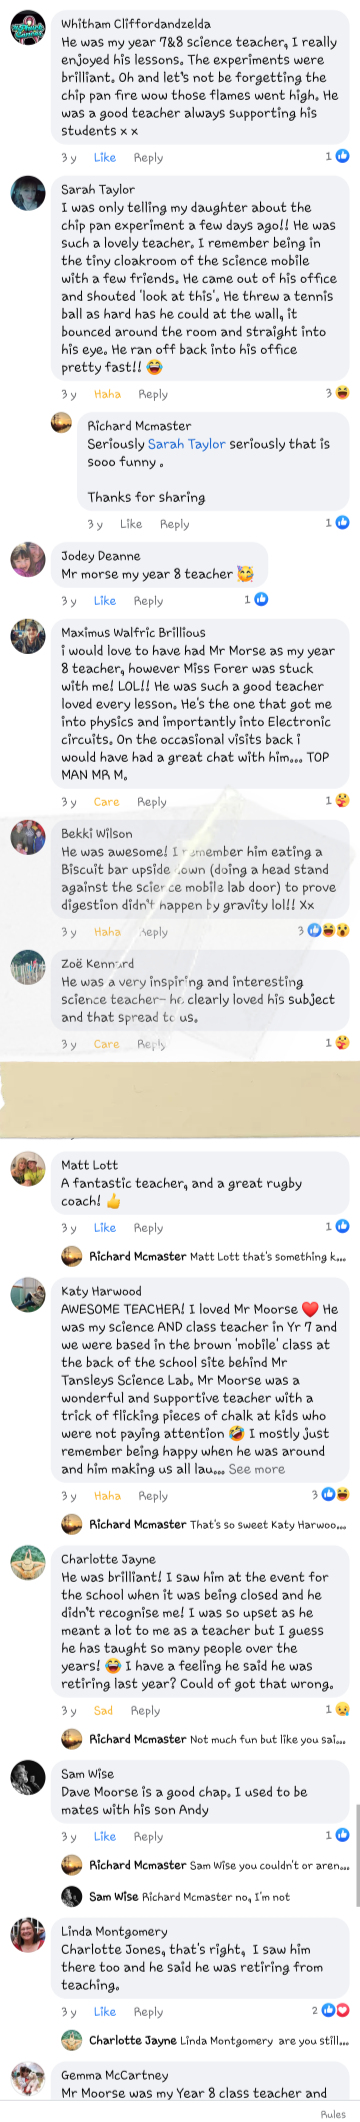 Whitham Cliffordandzelda
He was my year 7&8 science teacher, I really
enjoyed his lessons. The experiments were
brilliant. Oh and let's not be forgetting the
chip pan fire wow those flames went high. He
was a good teacher always supporting his
students x x
3 y Like Reply 1
Sarah Taylor
I was only telling my daughter about the
chip pan experiment a few days ago!! He was
such a lovely teacher. I remember being in
the tiny cloakroom of the science mobile
with a few friends. He came out of his office
and shouted 'look at this'. He threw a tennis
ball as hard has he could at the wall, it
bounced around the room and straight into
his eye. He ran off back into his office
pretty fast!! 😂
3 y Haha Reply 3
Richard Mcmaster
Seriously Sarah Taylor seriously that is
sooo funny .
Thanks for sharing
3 y Like Reply 1
Jodey Deanne
Mr morse my year 8 teacher 🥳
3 y Like Reply 1
Maximus Walfric Brillious
i would love to have had Mr Morse as my year
8 teacher, however Miss Forer was stuck
with me! LOL!! He was such a good teacher
loved every lesson. He's the one that got me
into physics and importantly into Electronic
circuits. On the occasional visits back i
would have had a great chat with him... TOP
MAN MR M.
3 y Care Reply 1
Bekki Wilson
He was awesome! I remember him eating a
Biscuit bar upside down (doing a head stand
against the science mobile lab door) to prove
digestion didn't happen by gravity lol!! Xx
3 y Haha Reply 3
Zoë Kennard
He was a very inspiring and interesting
science teacher- he clearly loved his subject
and that spread to us.
3 y Care Reply 1
Matt Lott
A fantastic teacher, and a great rugby
coach! 👍
3 y Like Reply 1
Richard Mcmaster Matt Lott that's something k...
Katy Harwood
AWESOME TEACHER! I loved Mr Moorse ❤️ He
was my science AND class teacher in Yr 7 and
we were based in the brown 'mobile' class at
the back of the school site behind Mr
Tansleys Science Lab. Mr Moorse was a
wonderful and supportive teacher with a
trick of flicking pieces of chalk at kids who
were not paying attention 🤣 I mostly just
remember being happy when he was around
and him making us all lau... See more
3 y Haha Reply 3
Richard Mcmaster That's so sweet Katy Harwoo...
Charlotte Jayne
He was brilliant! I saw him at the event for
the school when it was being closed and he
didn't recognise me! I was so upset as he
meant a lot to me as a teacher but I guess
he has taught so many people over the
years! 😂 I have a feeling he said he was
retiring last year? Could of got that wrong.
3 y Sad Reply 1
Richard Mcmaster Not much fun but like you sai...
Sam Wise
Dave Moorse is a good chap. I used to be
mates with his son Andy
3 y Like Reply 1
Richard Mcmaster Sam Wise you couldn't or aren...
Sam Wise Richard Mcmaster no, I'm not
Linda Montgomery
Charlotte Jones, that's right, I saw him
there too and he said he was retiring from
teaching.
3 y Like Reply 2
Charlotte Jayne Linda Montgomery are you still...
Gemma McCartney
Mr Moorse was my Year 8 class teacher and
Rules